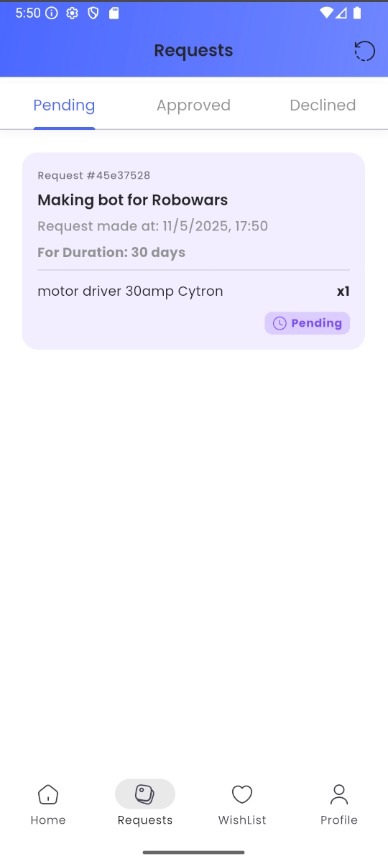 5:50
Requests
Pending Approved Declined
Request #45e37528
Making bot for Robowars
Request made at: 11/5/2025, 17:50
For Duration: 30 days
motor driver 30amp Cytron x1
Pending
Home Requests WishList Profile